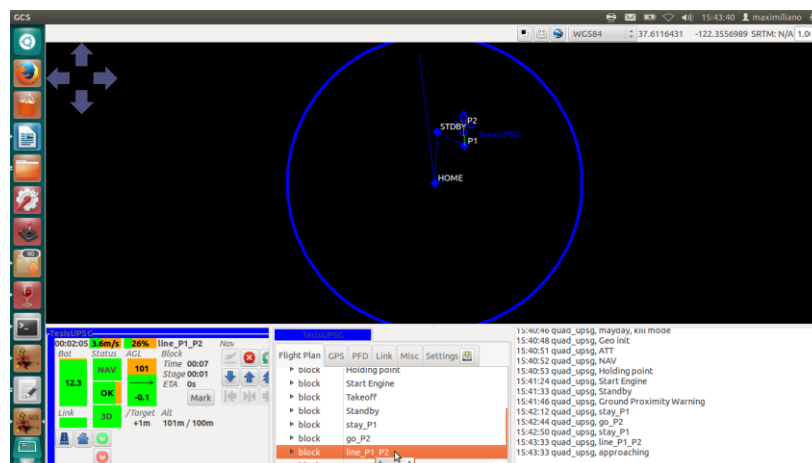 GCS
15:43:40 maximiliano
WGS84 37.6116431 -122.3556989 SRTM: N/A 1.0
P2
STDBY
TesisUPSG
P1
HOME
TesisUPSG
00:02:05 3.6m/s 26% line_P1_P2 Nav
Bat Status AGL Block
Time 00:07
NAV 101 Stage 00:01
ETA 0s
12.3
OK -0.1 Mark
Link /Target Alt
3D +1m 101m / 100m
TesisUPSG
Flight Plan GPS PFD Link Misc Settings
block Holding point
block Start Engine
block Takeoff
block Standby
block stay_P1
block go_P2
block line_P1_P2
15:40:46 quad_upsg, mayday, kill mode
15:40:48 quad_upsg, Geo init
15:40:51 quad_upsg, ATT
15:40:52 quad_upsg, NAV
15:40:53 quad_upsg, Holding point
15:41:24 quad_upsg, Start Engine
15:41:33 quad_upsg, Standby
15:41:46 quad_upsg, Ground Proximity Warning
15:42:12 quad_upsg, stay_P1
15:42:44 quad_upsg, go_P2
15:42:50 quad_upsg, stay_P1
15:43:33 quad_upsg, line_P1_P2
15:43:33 quad_upsg, approaching